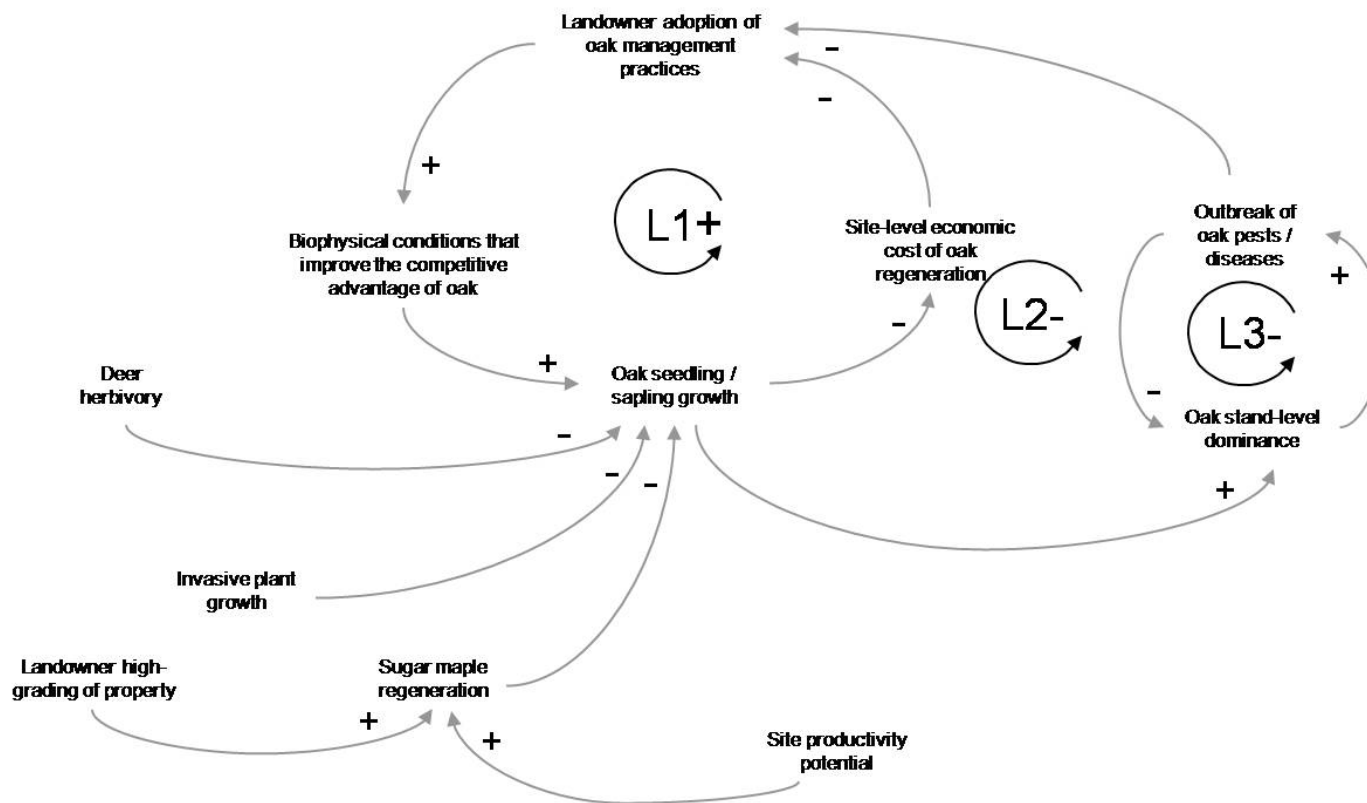 Landowner adoption of
oak management
practices
–
–
+
L1+
Biophysical conditions that
improve the competitive
advantage of oak
Site-level economic
cost of oak
regeneration
Outbreak of
oak pests /
diseases
+
L2-
L3-
–
+
–
Deer
herbivory
Oak seedling /
sapling growth
Oak stand-level
dominance
–
–
–
+
Invasive plant
growth
Landowner high-
grading of property
Sugar maple
regeneration
+
+
Site productivity
potential